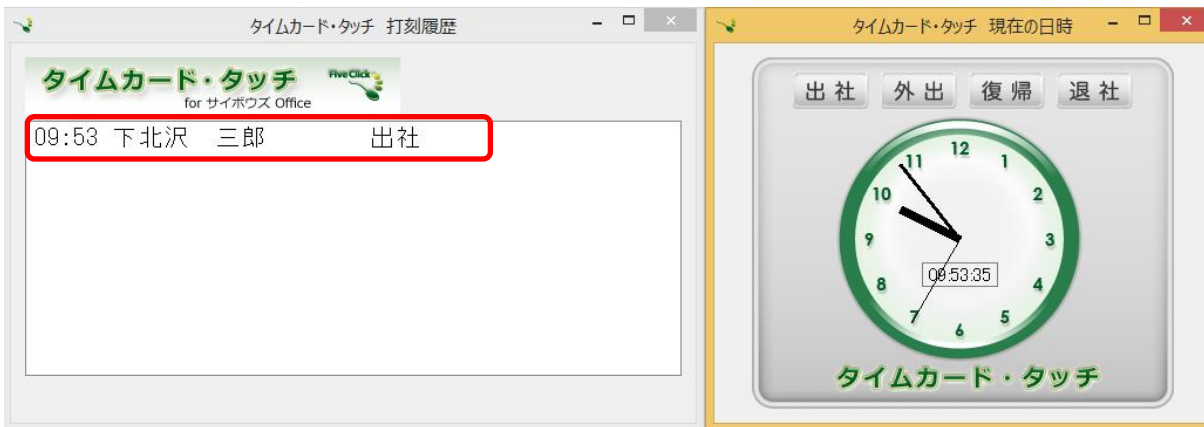 タイムカード・タッチ 打刻履歴
タイムカード・タッチ
FiveClick
for サイボウズ Office
09:53 下北沢　三郎　出社
タイムカード・タッチ 現在の日時
出社 外出 復帰 退社
12
11 1
10 2
9 3
09:53:35
8 4
7 5
6
タイムカード・タッチ